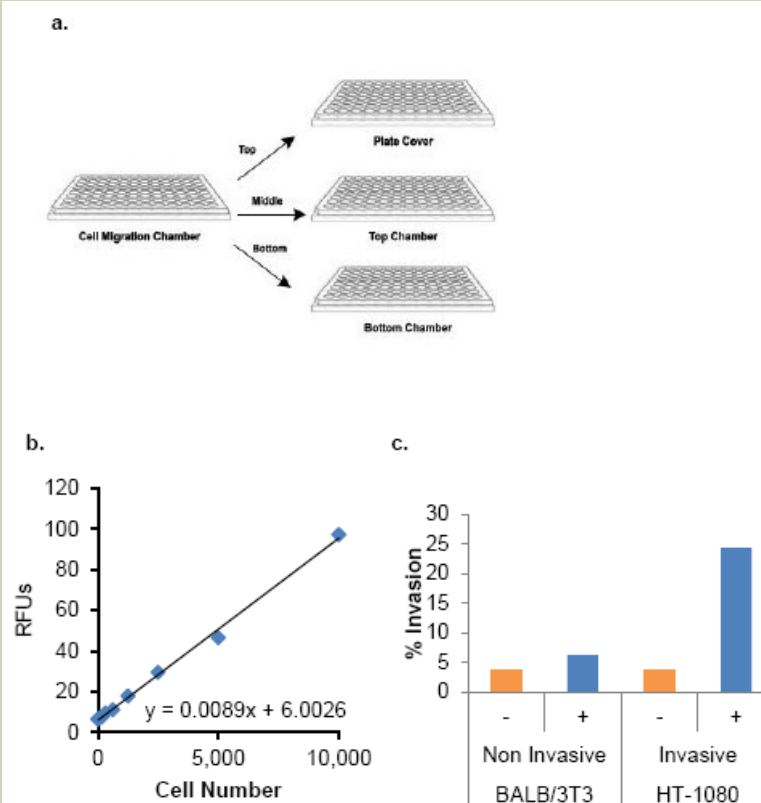 a.
Top
Plate Cover
Middle
Cell Migration Chamber
Top Chamber
Bottom
Bottom Chamber
b.
120
100
80
60
40
20
0
RFUs
y = 0.0089x + 6.0026
0 5,000 10,000
Cell Number
c.
30
25
20
15
10
5
0
% Invasion
- + - +
Non Invasive Invasive
BALB/3T3 HT-1080